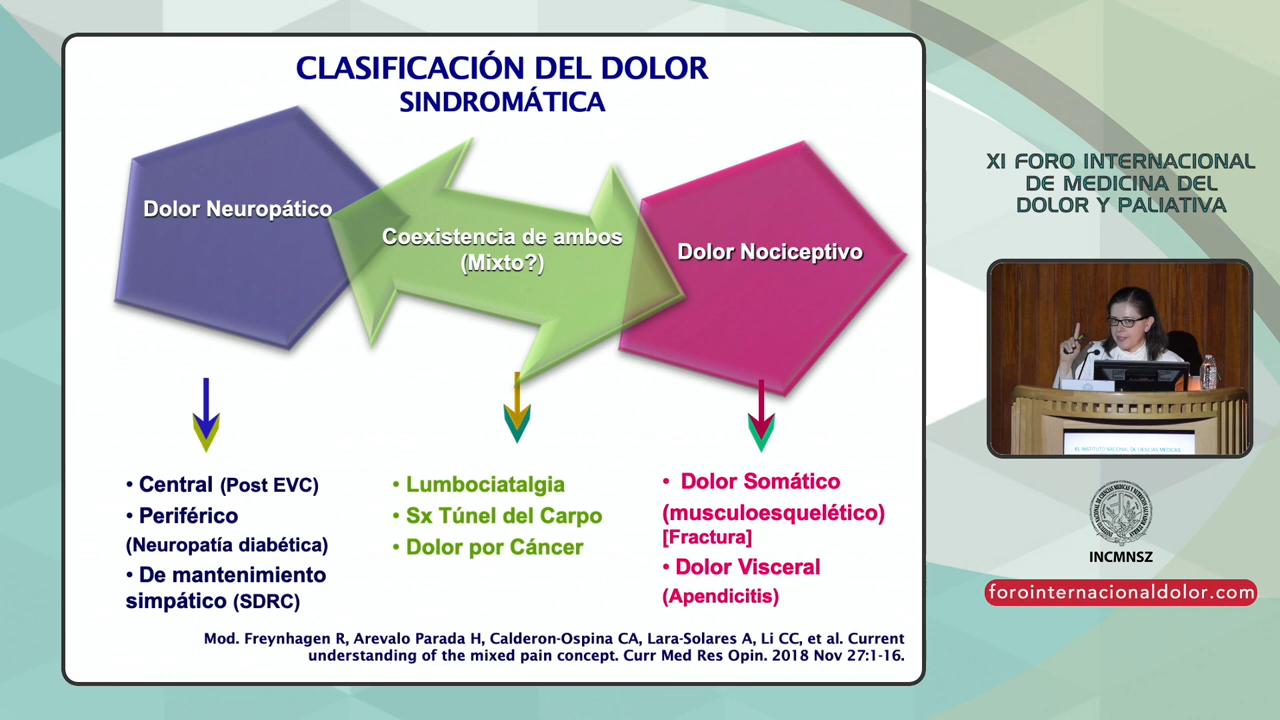 CLASIFICACIÓN DEL DOLOR
SINDROMÁTICA
Dolor Neuropático
Coexistencia de ambos
(Mixto?)
Dolor Nociceptivo
• Central (Post EVC)
• Periférico
(Neuropatía diabética)
• De mantenimiento
simpático (SDRC)
• Lumbociatalgia
• Sx Túnel del Carpo
• Dolor por Cáncer
• Dolor Somático
(musculoesquelético)
[Fractura]
• Dolor Visceral
(Apendicitis)
Mod. Freynhagen R, Arevalo Parada H, Calderon-Ospina CA, Lara-Solares A, Li CC, et al. Current
understanding of the mixed pain concept. Curr Med Res Opin. 2018 Nov 27:1-16.
XI FORO INTERNACIONAL
DE MEDICINA DEL
DOLOR Y PALIATIVA
INCMNSZ
forointernacionaldolor.com